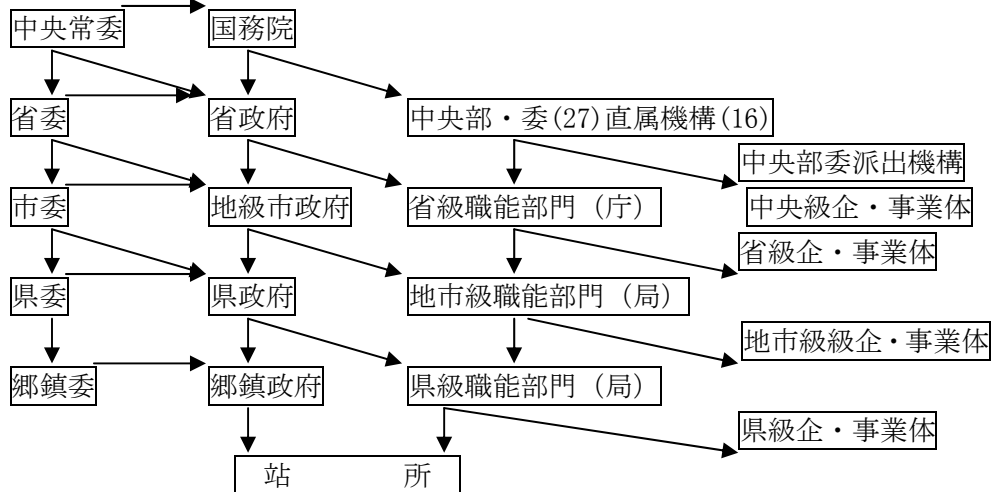 中央常委
国務院
省委
省政府
中央部・委(27)直属機構(16)
中央部委派出機構
市委
地級市政府
省級職能部門（庁）
中央級企・事業体
省級企・事業体
県委
県政府
地市級職能部門（局）
地市級級企・事業体
郷鎮委
郷鎮政府
県級職能部門（局）
県級企・事業体
站　　　　所